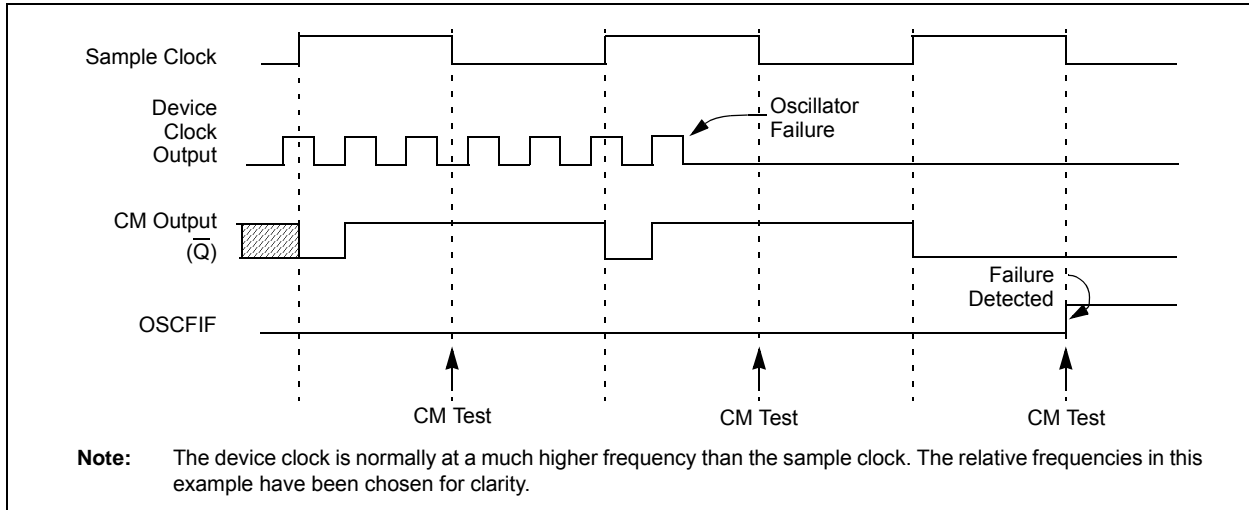 Sample Clock
Device
Clock
Output
Oscillator
Failure
CM Output
(Q̅)
Failure
Detected
OSCFIF
CM Test
CM Test
CM Test
Note: The device clock is normally at a much higher frequency than the sample clock. The relative frequencies in this
example have been chosen for clarity.